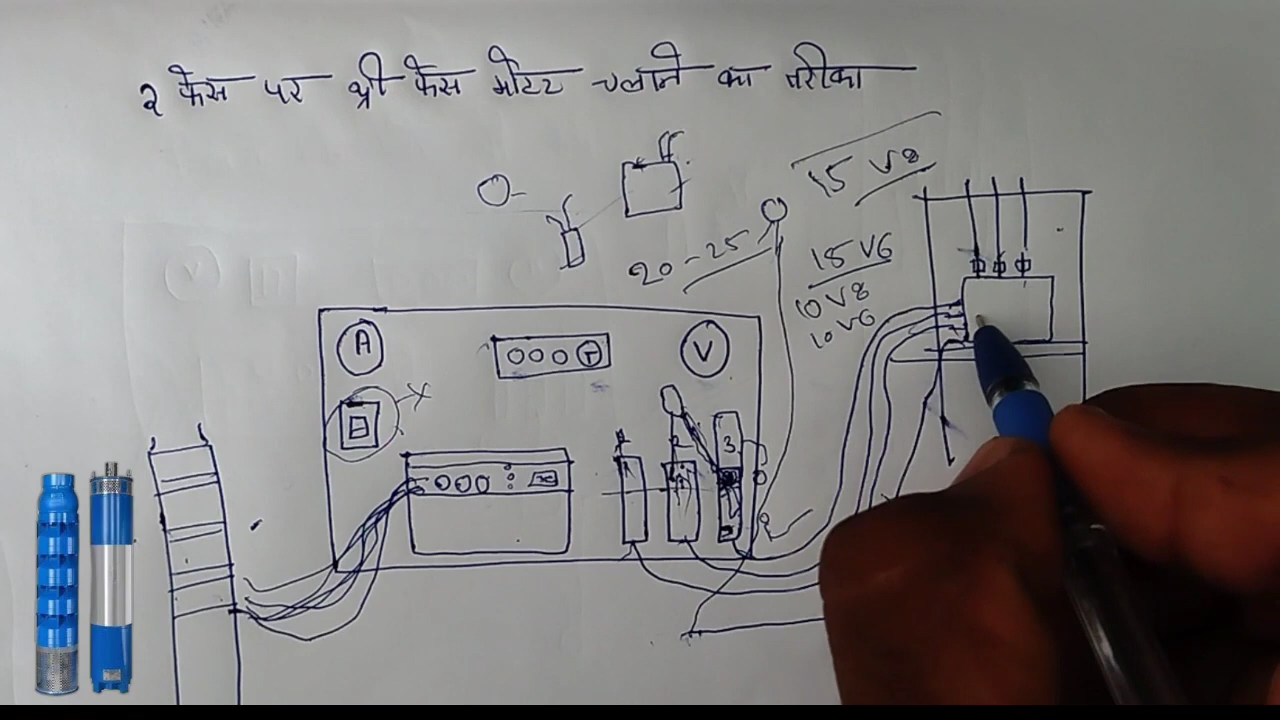 २ फेस पर थ्री फेस मोटर चलाने का तरीका
15 V8
20-25
15 V6
10 V8
10 V6
A
T
V
X
1
2
3